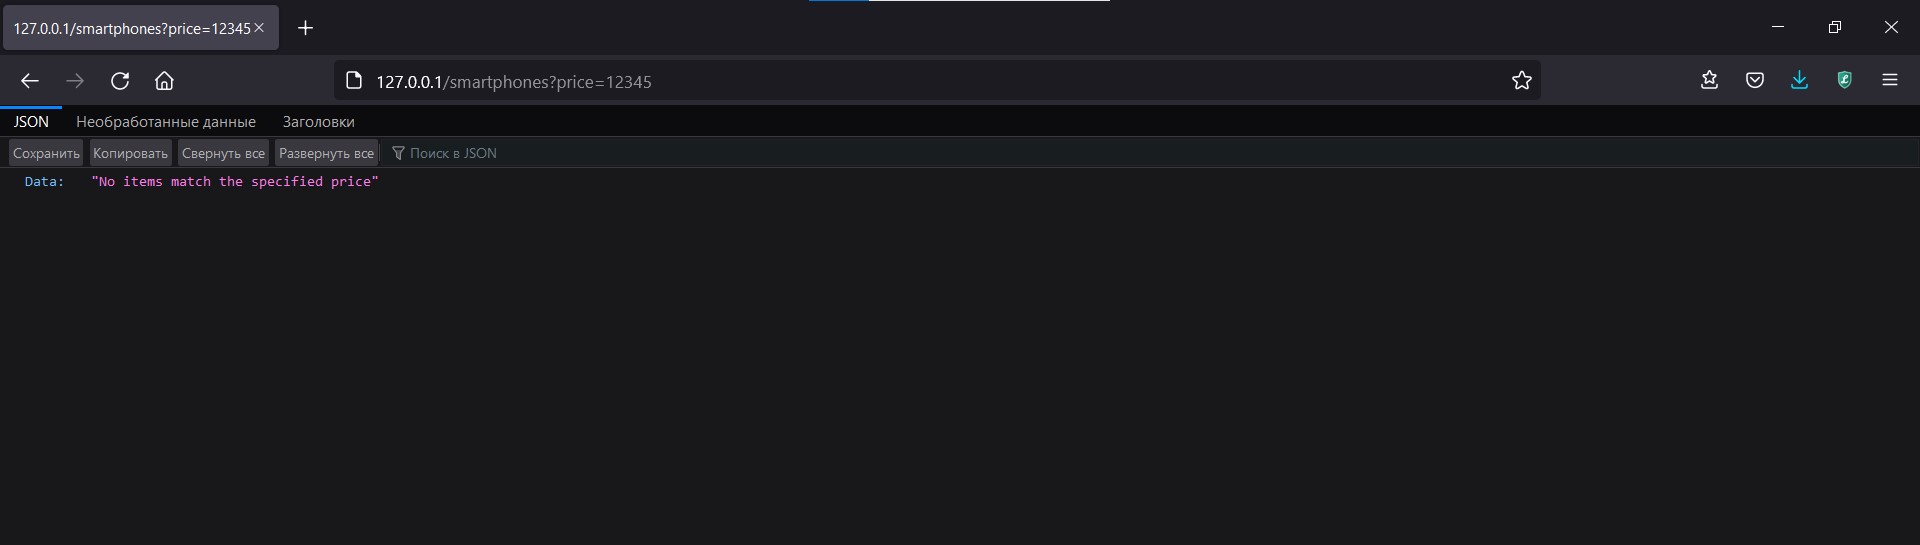 127.0.0.1/smartphones?price=12345
127.0.0.1/smartphones?price=12345
JSON Необработанные данные Заголовки
Сохранить Копировать Свернуть все Развернуть все Поиск в JSON
Data: "No items match the specified price"